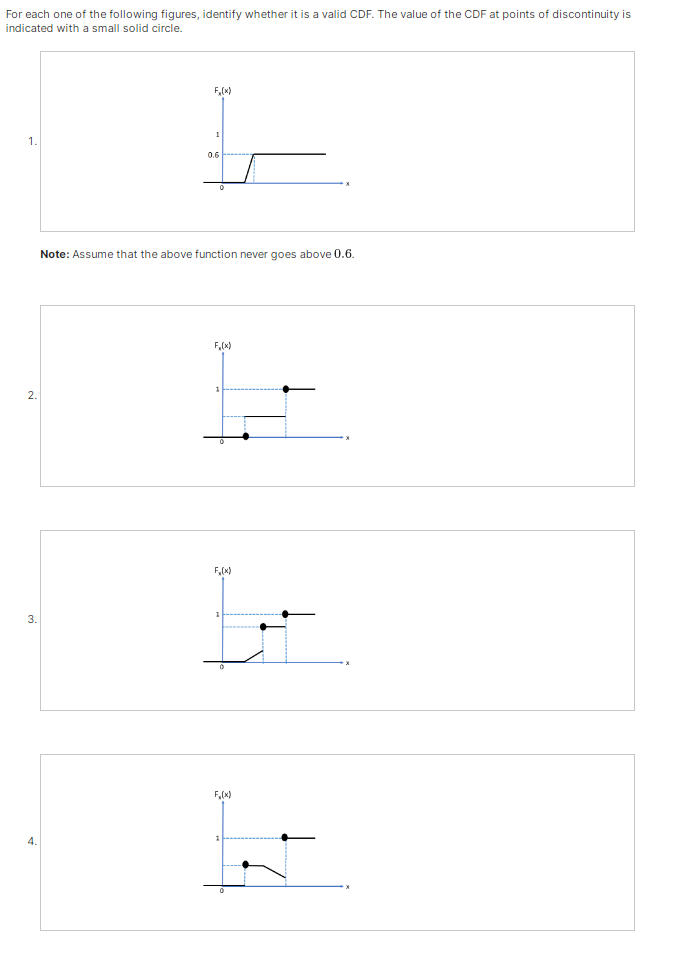 For each one of the following figures, identify whether it is a valid CDF. The value of the CDF at points of discontinuity is
indicated with a small solid circle.
Fₓ(x)
1
1.
0.6
0
x
Note: Assume that the above function never goes above 0.6.
Fₓ(x)
1
2.
0
x
Fₓ(x)
1
3.
0
x
Fₓ(x)
1
4.
0
x